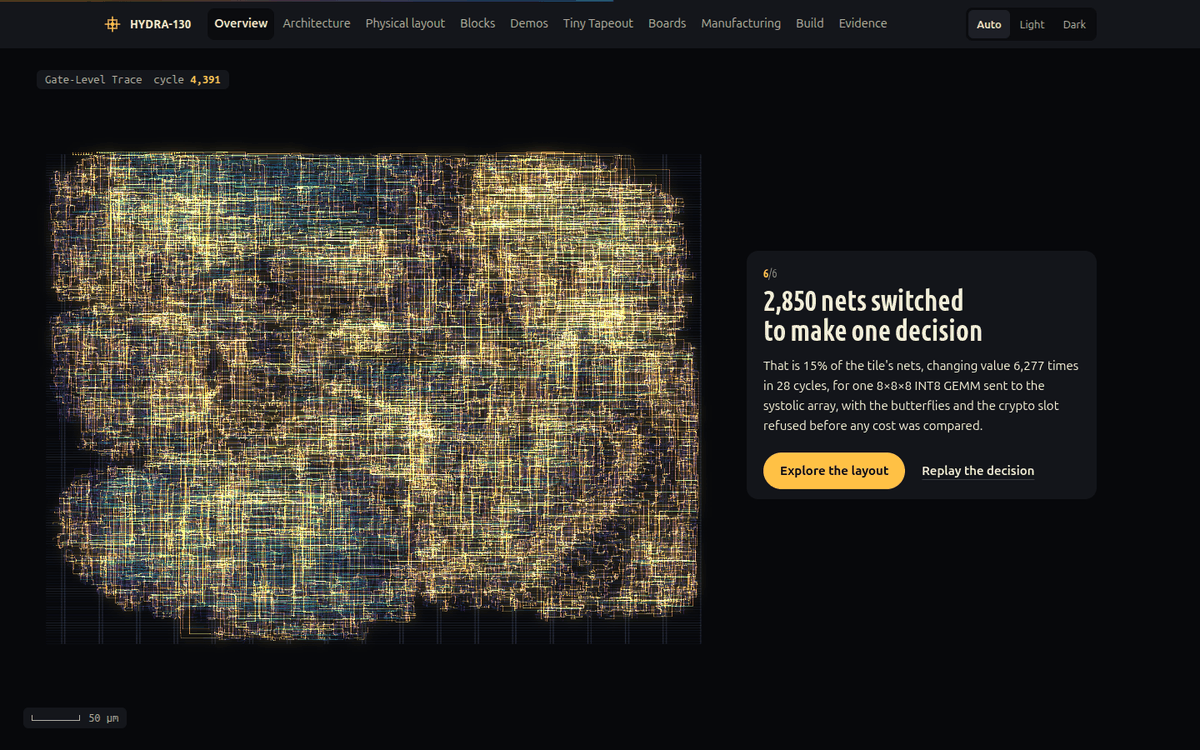 HYDRA-130 Overview Architecture Physical layout Blocks Demos Tiny Tapeout Boards Manufacturing Build Evidence Auto Light Dark
Gate-Level Trace cycle 4,391
6/6
2,850 nets switched
to make one decision
That is 15% of the tile's nets, changing value 6,277 times
in 28 cycles, for one 8×8×8 INT8 GEMM sent to the
systolic array, with the butterflies and the crypto slot
refused before any cost was compared.
Explore the layout Replay the decision
50 µm